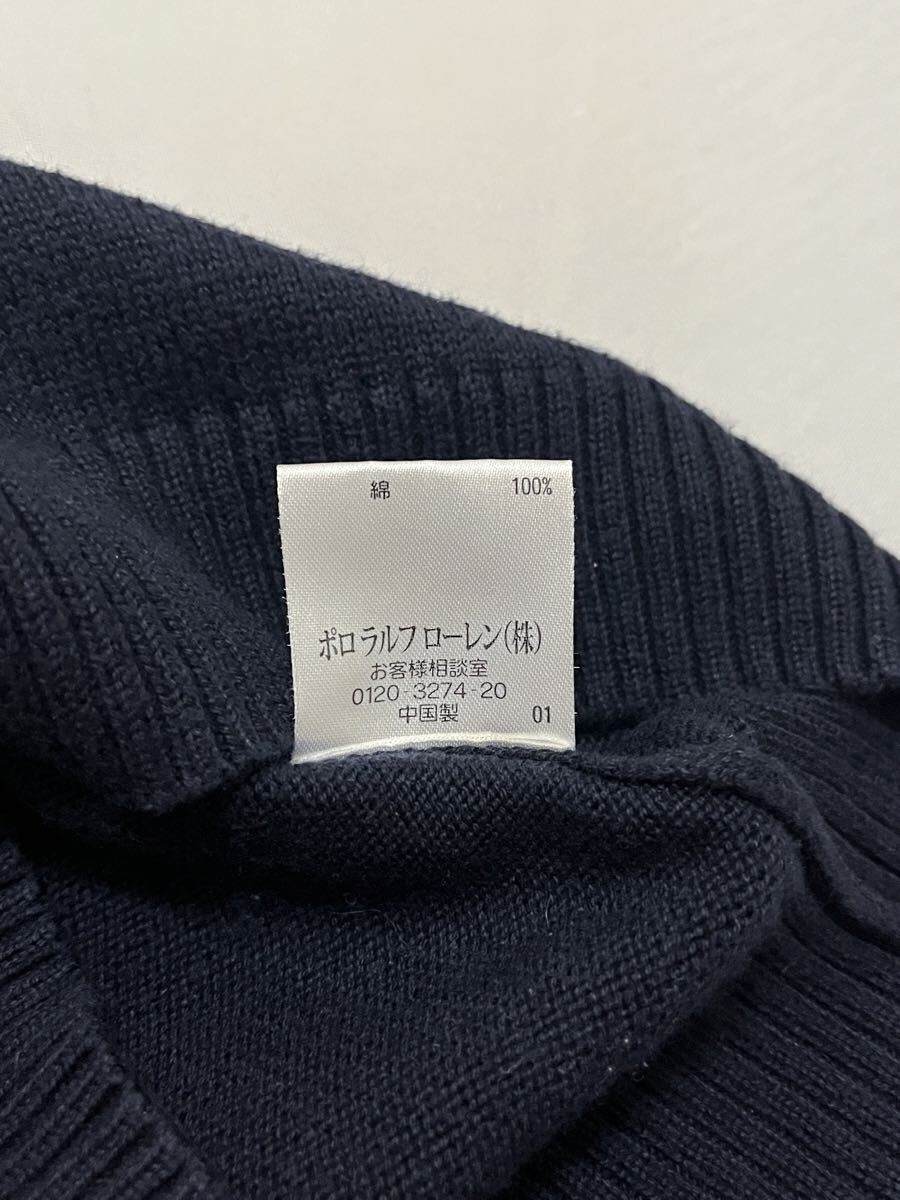 綿 100%
ポロ ラルフ ローレン(株)
お客様相談室
0120-3274-20
中国製 01